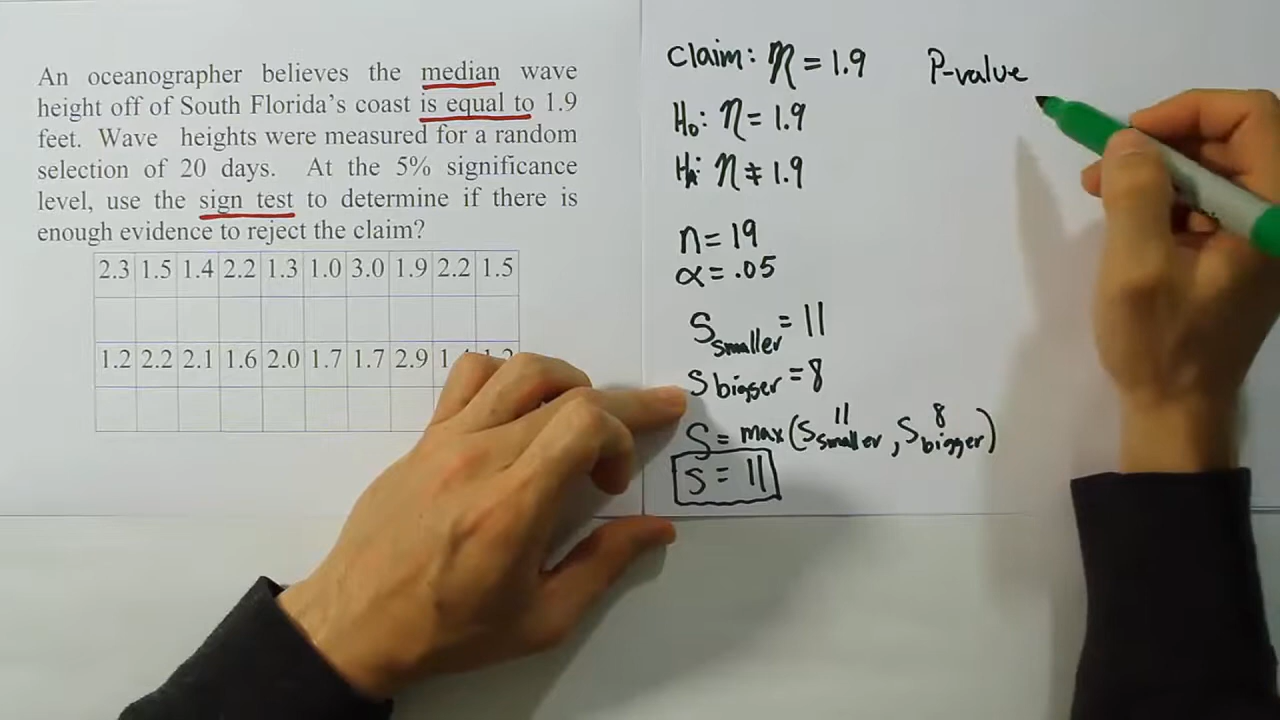 An oceanographer believes the median wave
height off of South Florida's coast is equal to 1.9
feet. Wave heights were measured for a random
selection of 20 days. At the 5% significance
level, use the sign test to determine if there is
enough evidence to reject the claim?
2.3 1.5 1.4 2.2 1.3 1.0 3.0 1.9 2.2 1.5
1.2 2.2 2.1 1.6 2.0 1.7 1.7 2.9
Claim: η = 1.9
P-value
H₀: η = 1.9
Hₐ: η ≠ 1.9
n = 19
α = .05
S smaller = 11
S bigger = 8
11 8
S = max(S smaller, S bigger)
S = 11